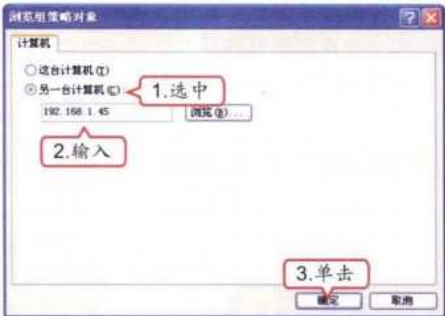 浏览组策略对象
计算机
这台计算机(T)
另一台计算机(C):
1.选中
192.168.1.45
浏览(B)...
2.输入
3.单击
确定
取消